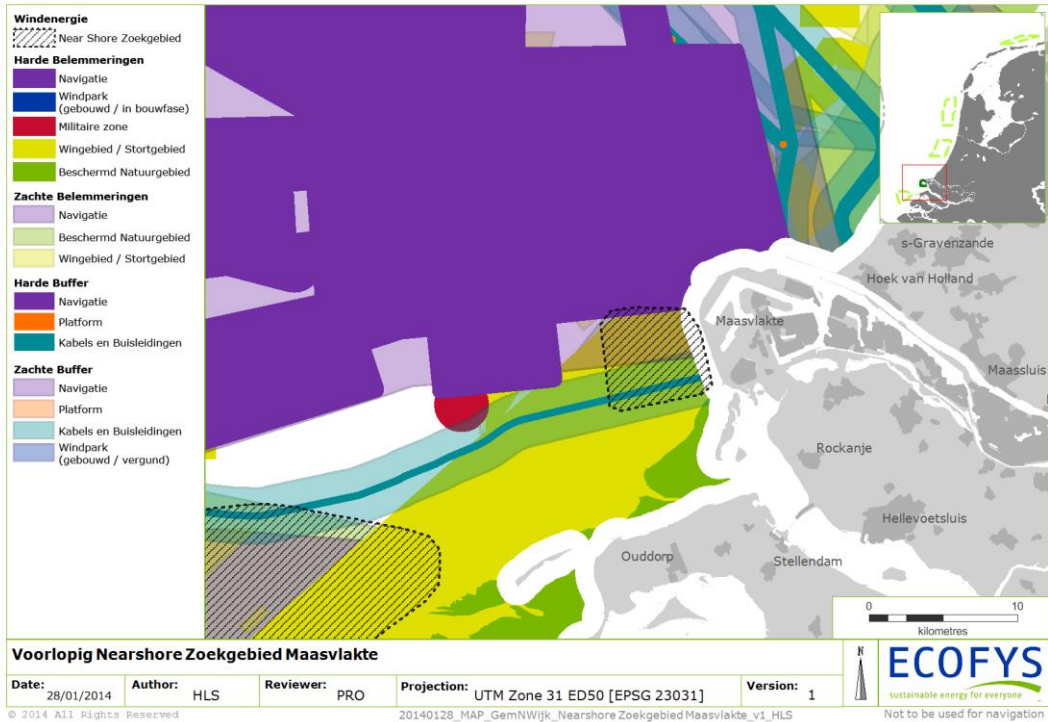 Windenergie
Near Shore Zoekgebied
Harde Belemmeringen
Navigatie
Windpark
(gebouwd / in bouwfase)
Militaire zone
Wingebied / Stortgebied
Beschermd Natuurgebied
Zachte Belemmeringen
Navigatie
Beschermd Natuurgebied
Wingebied / Stortgebied
Harde Buffer
Navigatie
Platform
Kabels en Buisleidingen
Zachte Buffer
Navigatie
Platform
Kabels en Buisleidingen
Windpark
(gebouwd / vergund)
s-Gravenzande
Hoek van Holland
Maasvlakte
Maassluis
Rockanje
Hellevoetsluis
Ouddorp
Stellendam
0 10
kilometres
Voorlopig Nearshore Zoekgebied Maasvlakte
Date: 28/01/2014
Author: HLS
Reviewer: PRO
Projection: UTM Zone 31 ED50 [EPSG 23031]
Version: 1
N
ECOFYS
sustainable energy for everyone
© 2014 All Rights Reserved
20140128_MAP_GemNWijk_Nearshore Zoekgebied Maasvlakte_v1_HLS
Not to be used for navigation